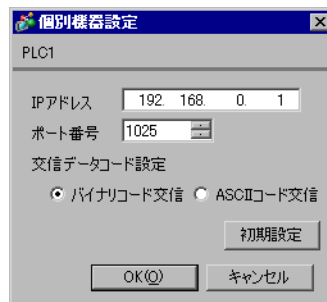 個別機器設定
PLC1
IPアドレス 192. 168. 0. 1
ポート番号 1025
交信データコード設定
バイナリコード交信 ASCIIコード交信
初期設定
OK(O) キャンセル